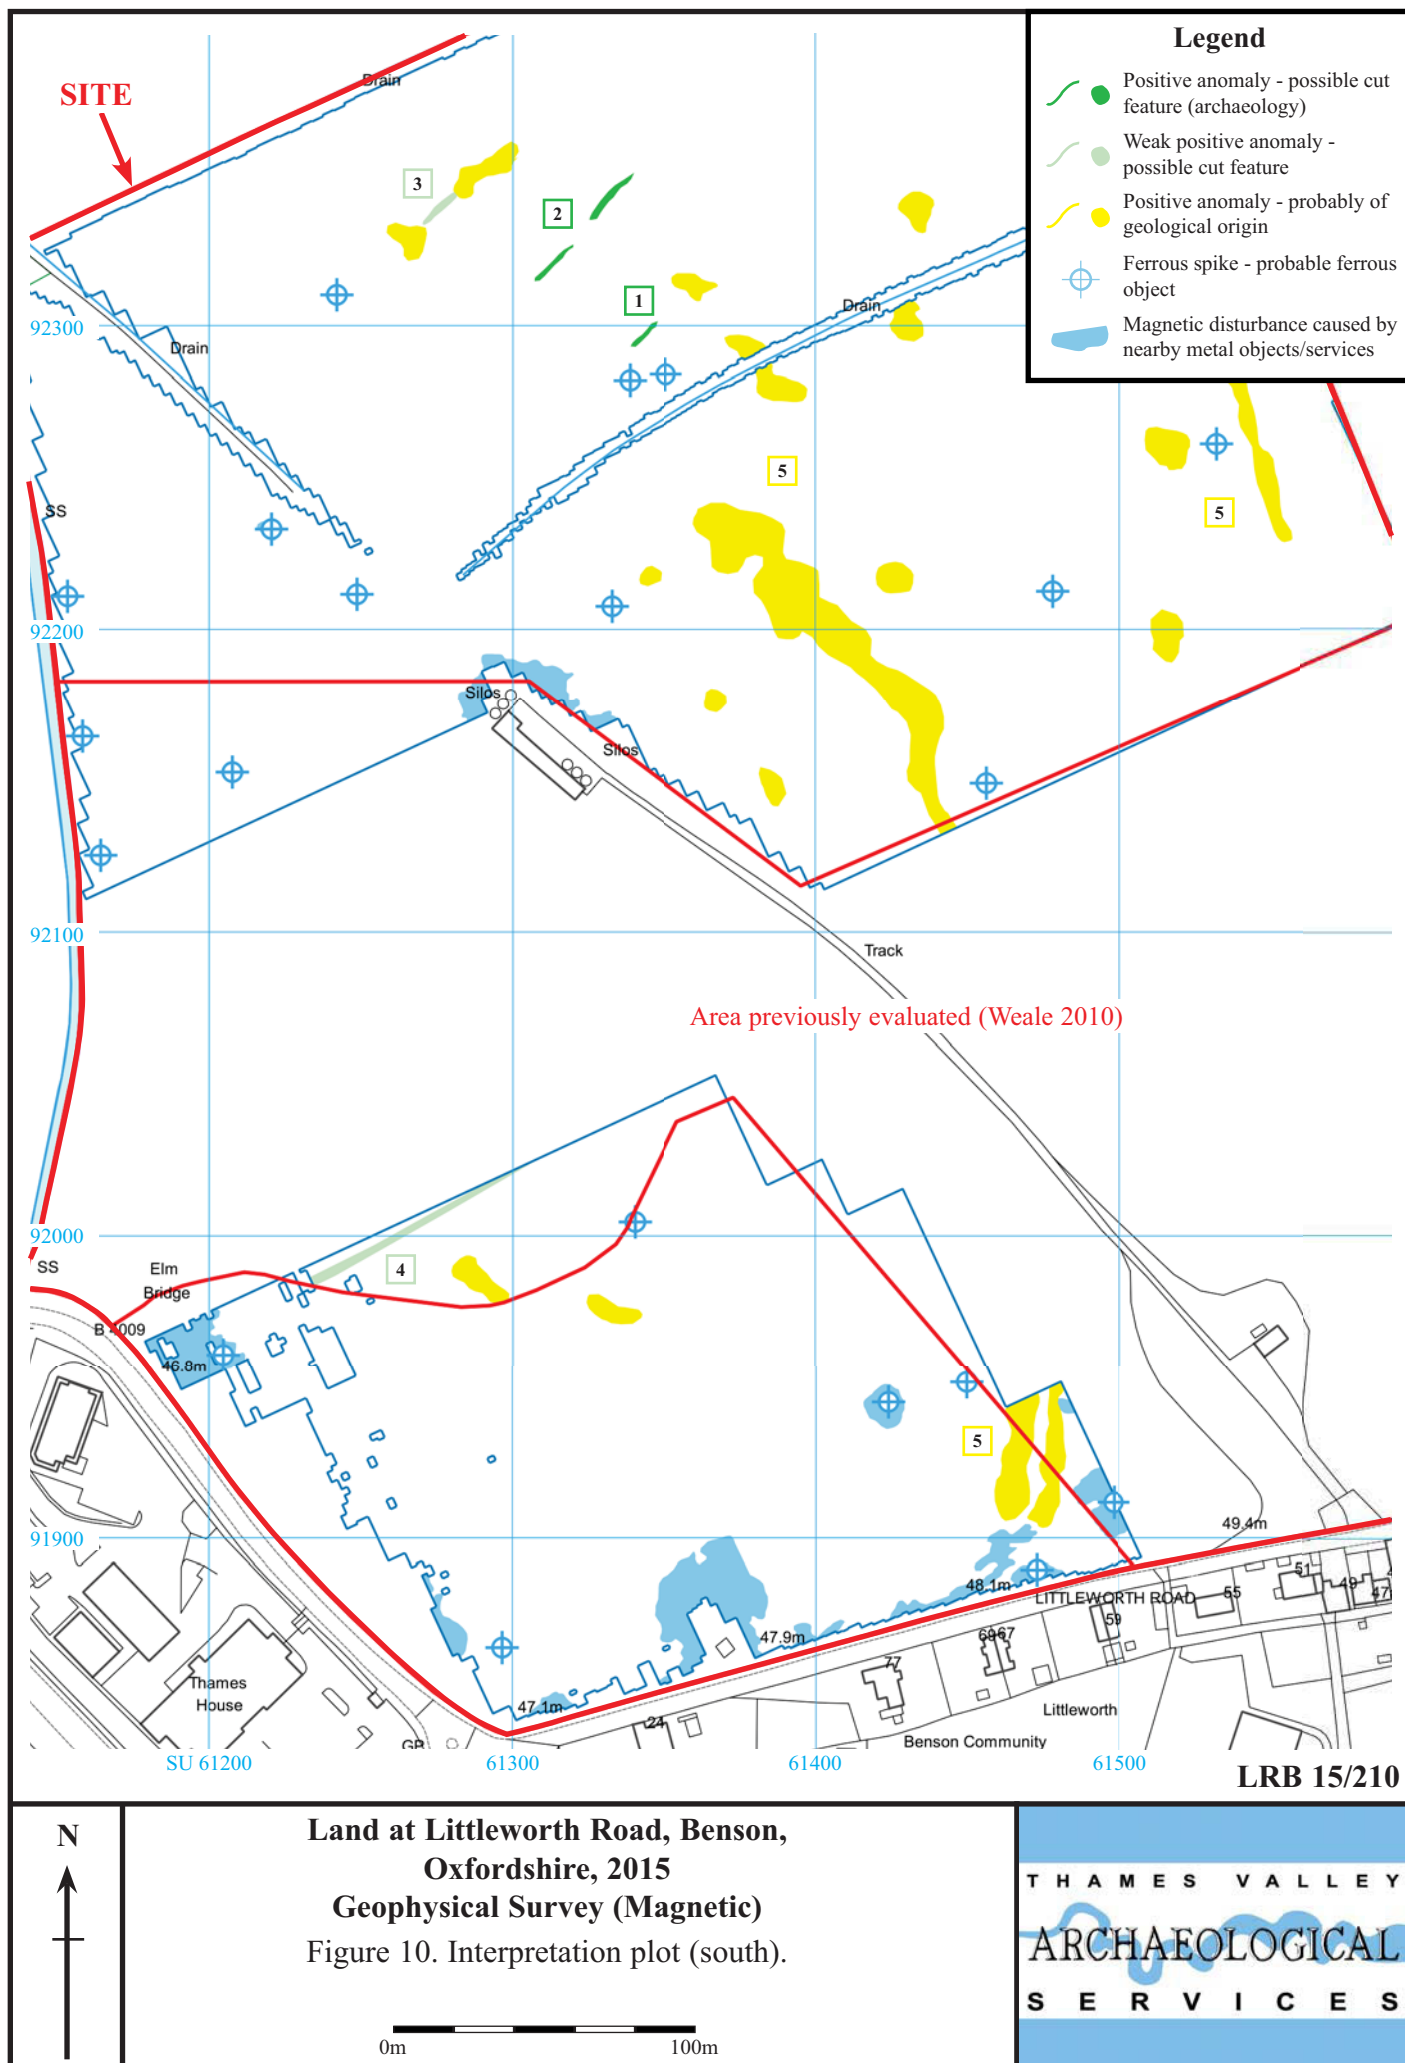 Legend
Positive anomaly - possible cut
feature (archaeology)
Weak positive anomaly -
possible cut feature
Positive anomaly - probably of
geological origin
Ferrous spike - probable ferrous
object
Magnetic disturbance caused by
nearby metal objects/services
SITE
Drain
3
2
1
Drain
92300
Drain
5
5
SS
92200
Silos
Silos
92100
Track
Area previously evaluated (Weale 2010)
92000
SS
Elm
Bridge
4
B 4009
46.8m
5
91900
49.4m
48.1m
LITTLEWORTH ROAD
51
49
47
55
59
6967
47.9m
77
Thames
House
47.1m
24
Littleworth
GP
Benson Community
SU 61200
61300
61400
61500
LRB 15/210
N
Land at Littleworth Road, Benson,
Oxfordshire, 2015
Geophysical Survey (Magnetic)
Figure 10. Interpretation plot (south).
0m
100m
THAMES VALLEY
ARCHAEOLOGICAL
SERVICES